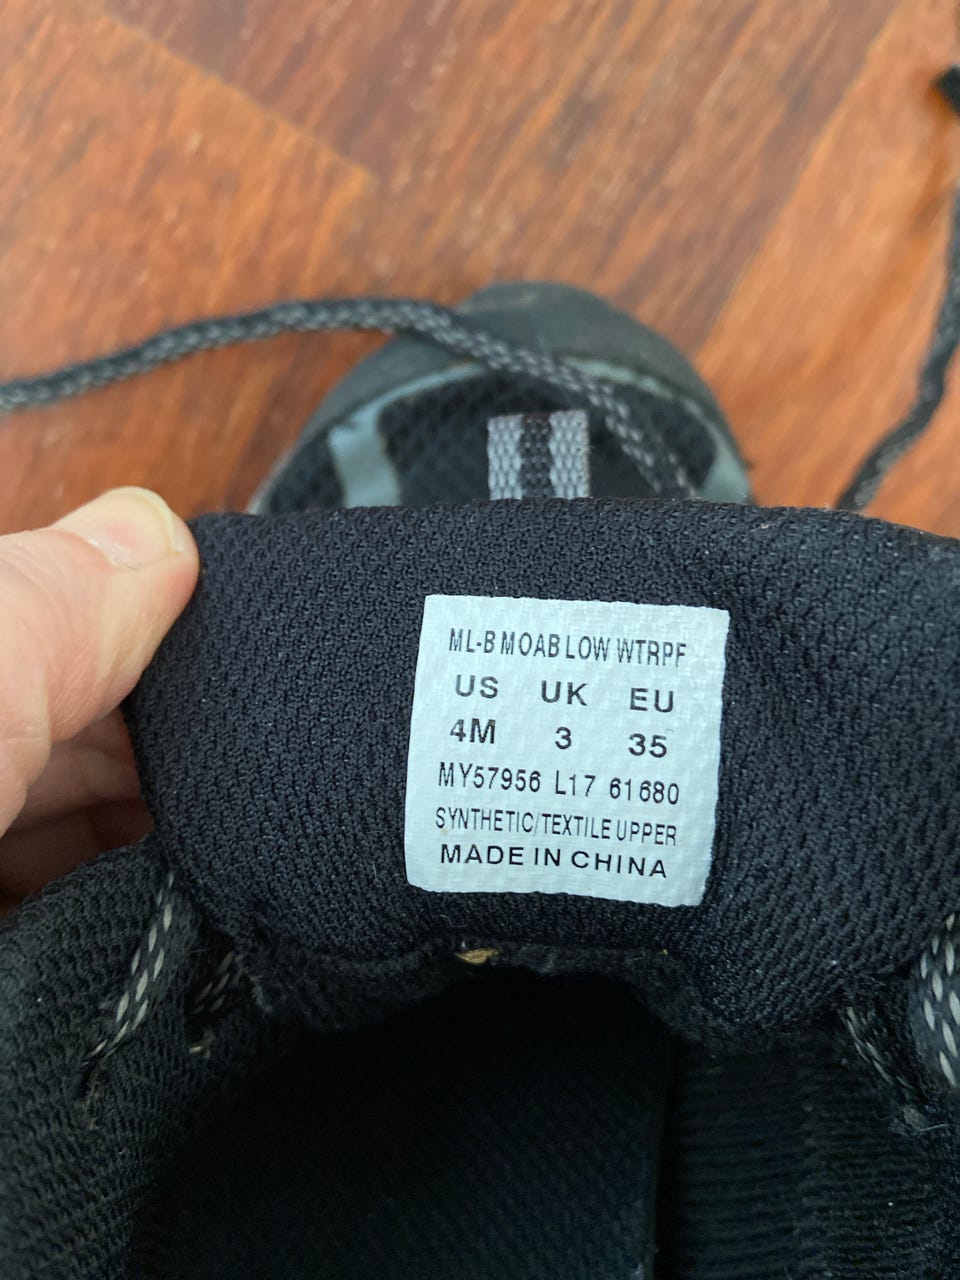 ML-B MOAB LOW WTRPF
US UK EU
4M 3 35
MY57956 L17 61680
SYNTHETIC/TEXTILE UPPER
MADE IN CHINA